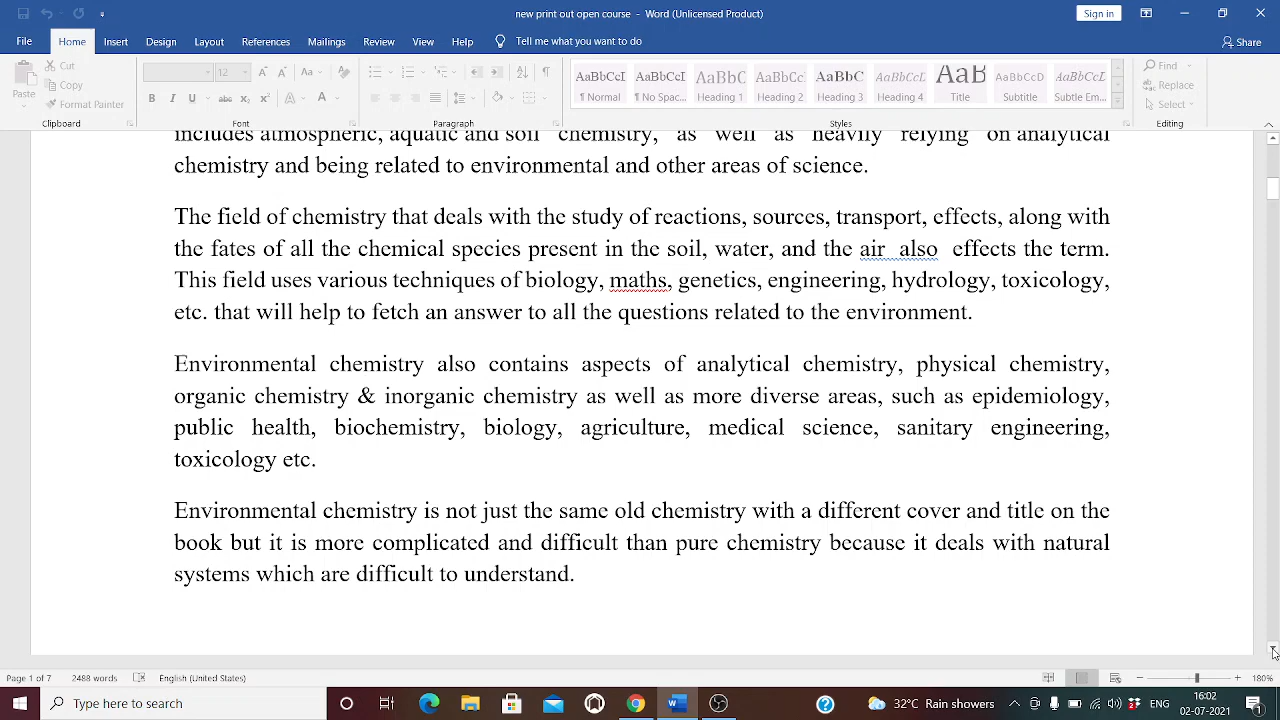 new print out open course - Word (Unlicensed Product)
Sign in
File Home Insert Design Layout References Mailings Review View Help Tell me what you want to do Share
Paste Cut Copy Format Painter
12 Aa
B I U abc x₂ x² A A
AaBbCcI AaBbCcI AaBbC AaBbCc AaBbC AaBbCcI AaB AaBbCcD AaBbCcL
¶ Normal ¶ No Spac... Heading 1 Heading 2 Heading 3 Heading 4 Title Subtitle Subtle Em...
Find
Replace
Select
Clipboard Font Paragraph Styles Editing
includes atmospheric, aquatic and soil chemistry, as well as heavily relying on analytical
chemistry and being related to environmental and other areas of science.
The field of chemistry that deals with the study of reactions, sources, transport, effects, along with
the fates of all the chemical species present in the soil, water, and the air also effects the term.
This field uses various techniques of biology, maths, genetics, engineering, hydrology, toxicology,
etc. that will help to fetch an answer to all the questions related to the environment.
Environmental chemistry also contains aspects of analytical chemistry, physical chemistry,
organic chemistry & inorganic chemistry as well as more diverse areas, such as epidemiology,
public health, biochemistry, biology, agriculture, medical science, sanitary engineering,
toxicology etc.
Environmental chemistry is not just the same old chemistry with a different cover and title on the
book but it is more complicated and difficult than pure chemistry because it deals with natural
systems which are difficult to understand.
Page 1 of 7 2488 words English (United States) 180%
Type here to search 32°C Rain showers ENG 16:02
02-07-2021